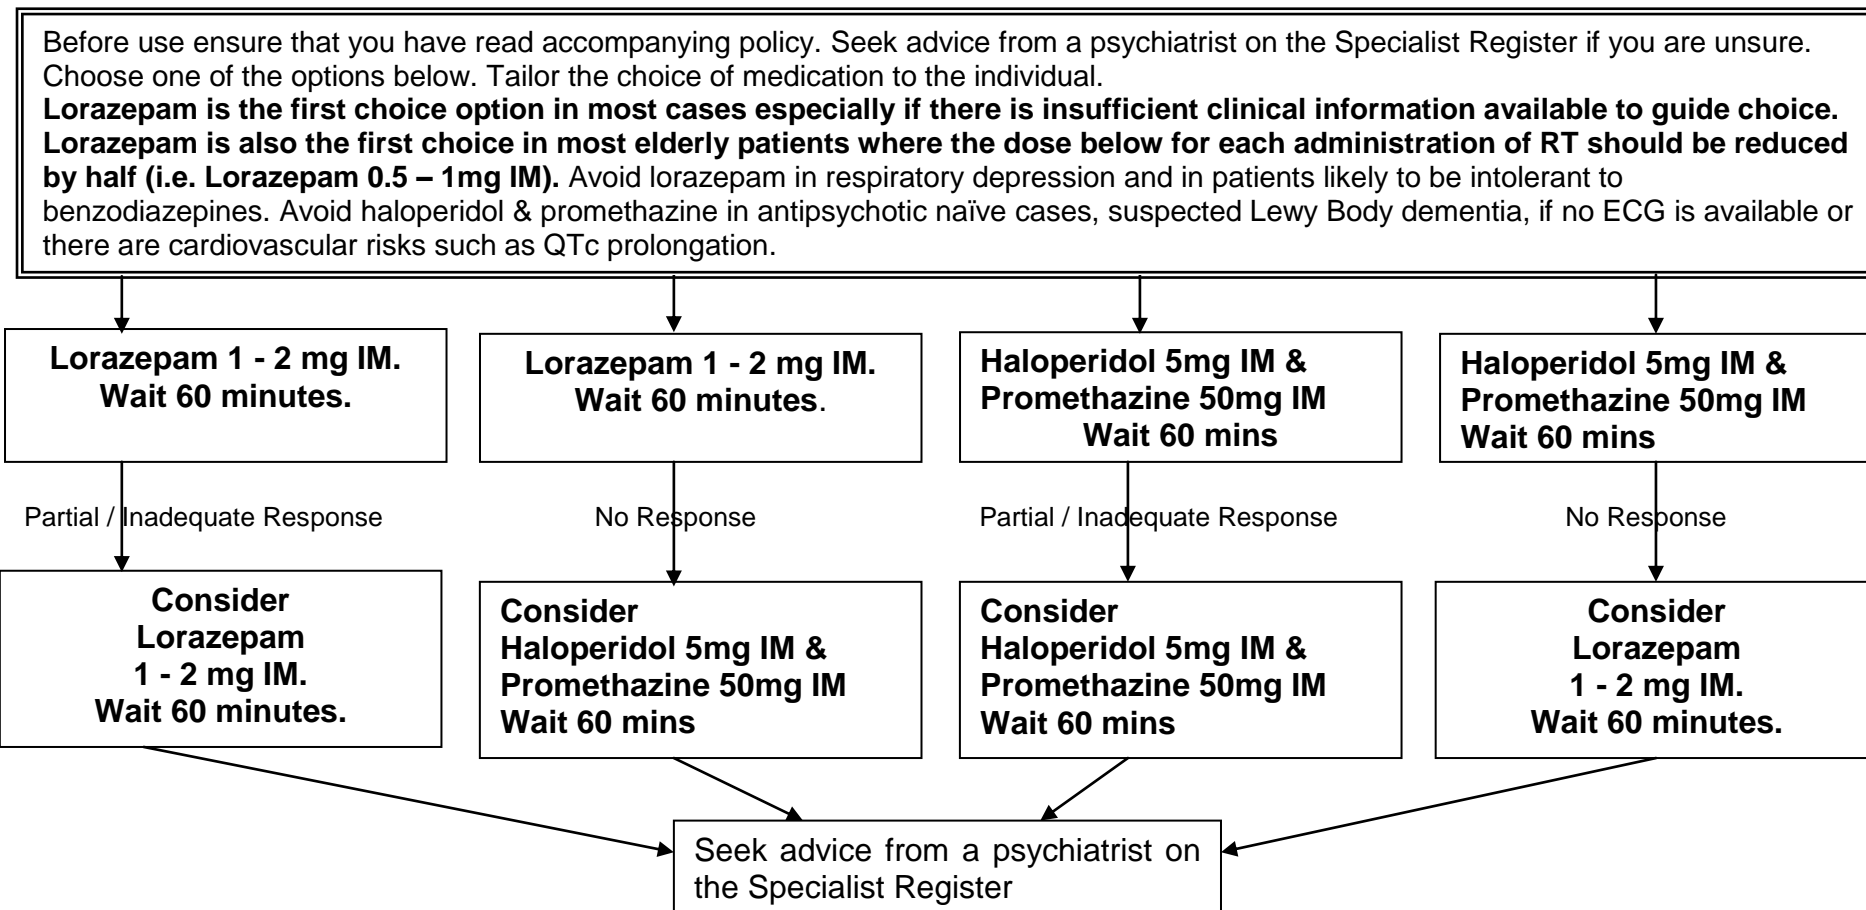 Before use ensure that you have read accompanying policy. Seek advice from a psychiatrist on the Specialist Register if you are unsure.
Choose one of the options below. Tailor the choice of medication to the individual.
Lorazepam is the first choice option in most cases especially if there is insufficient clinical information available to guide choice.
Lorazepam is also the first choice in most elderly patients where the dose below for each administration of RT should be reduced
by half (i.e. Lorazepam 0.5 – 1mg IM). Avoid lorazepam in respiratory depression and in patients likely to be intolerant to
benzodiazepines. Avoid haloperidol & promethazine in antipsychotic naïve cases, suspected Lewy Body dementia, if no ECG is available or
there are cardiovascular risks such as QTc prolongation.
Lorazepam 1 - 2 mg IM.
Wait 60 minutes.
Lorazepam 1 - 2 mg IM.
Wait 60 minutes.
Haloperidol 5mg IM &
Promethazine 50mg IM
Wait 60 mins
Haloperidol 5mg IM &
Promethazine 50mg IM
Wait 60 mins
Partial / Inadequate Response
No Response
Partial / Inadequate Response
No Response
Consider
Lorazepam
1 - 2 mg IM.
Wait 60 minutes.
Consider
Haloperidol 5mg IM &
Promethazine 50mg IM
Wait 60 mins
Consider
Haloperidol 5mg IM &
Promethazine 50mg IM
Wait 60 mins
Consider
Lorazepam
1 - 2 mg IM.
Wait 60 minutes.
Seek advice from a psychiatrist on
the Specialist Register